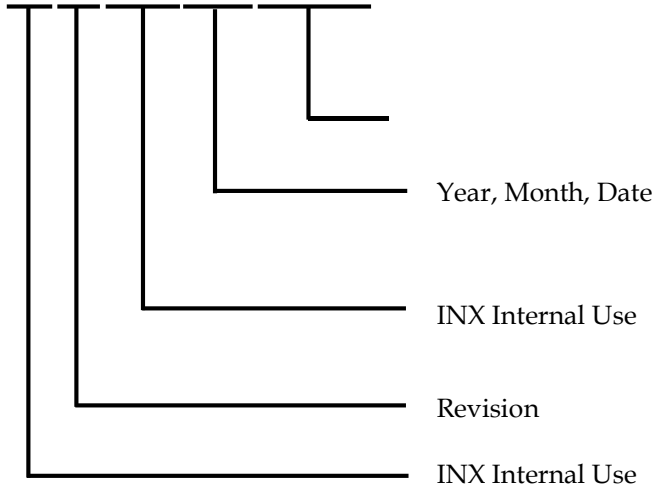 Year, Month, Date
INX Internal Use
Revision
INX Internal Use